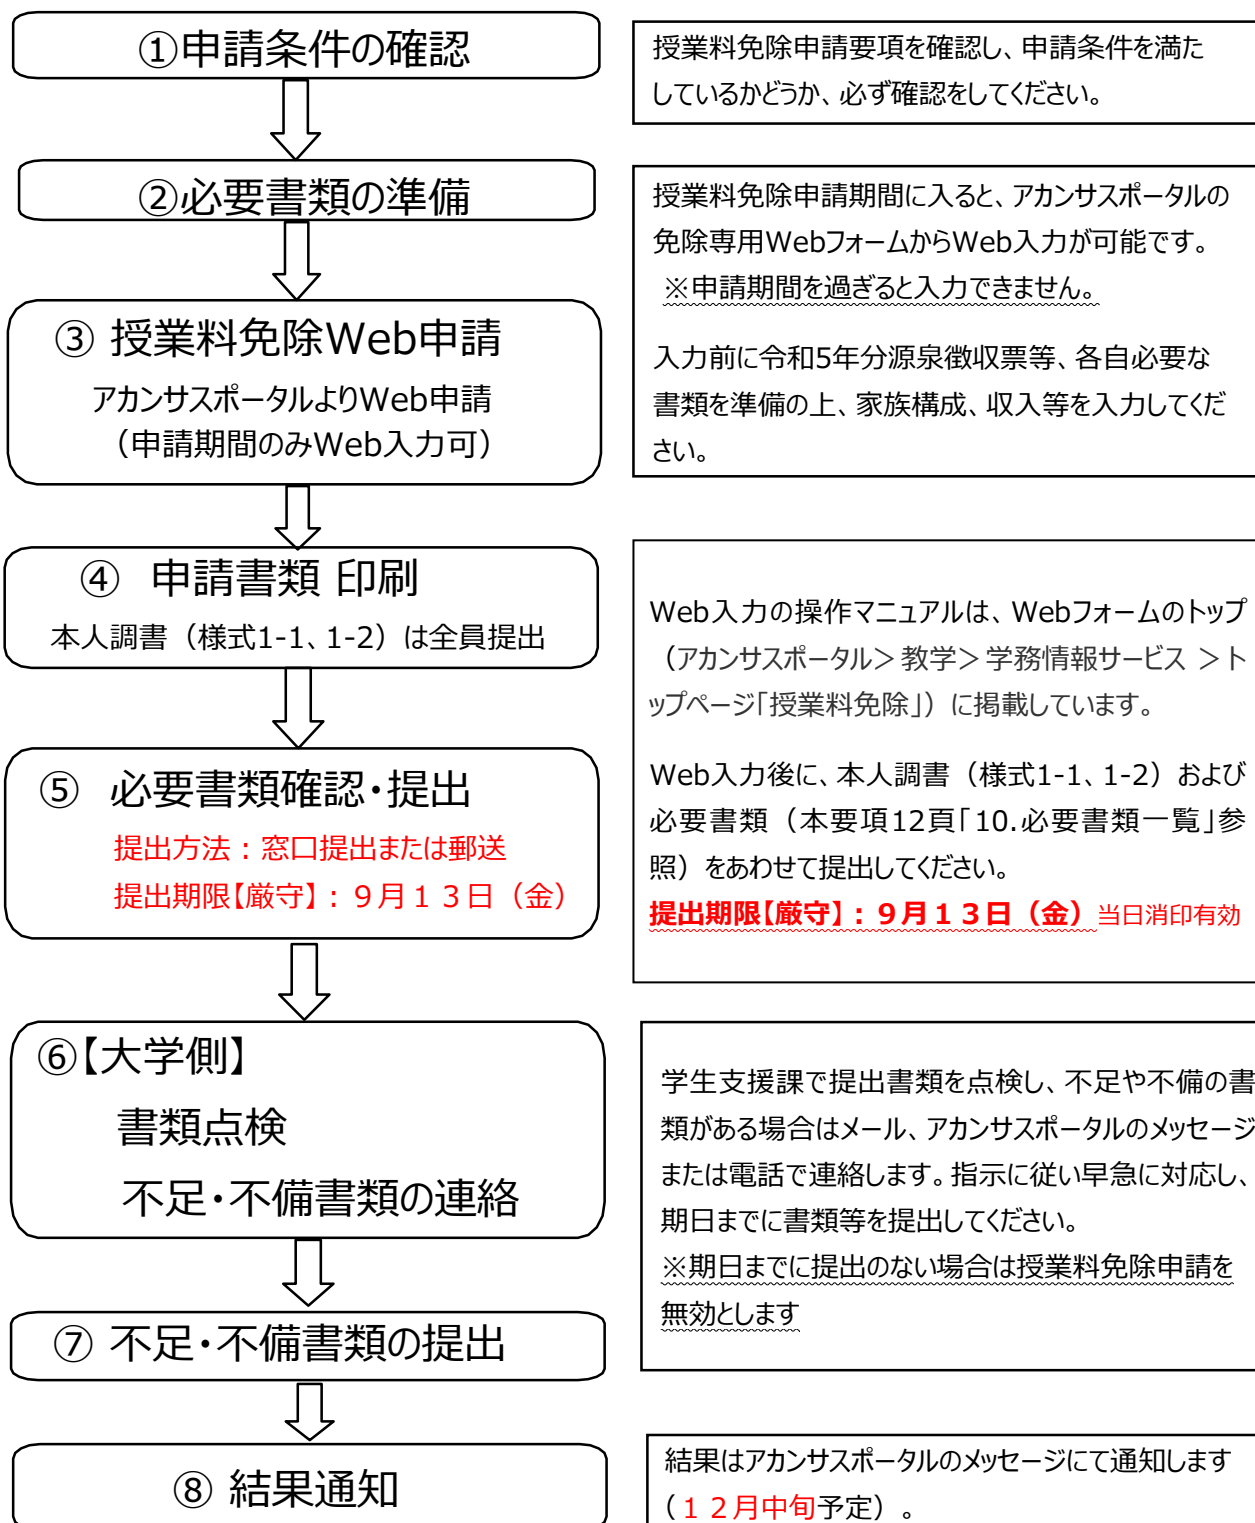 ①申請条件の確認
授業料免除申請要項を確認し、申請条件を満た
しているかどうか、必ず確認をしてください。
②必要書類の準備
授業料免除申請期間に入ると、アカンサスポータルの
免除専用WebフォームからWeb入力が可能です。
※申請期間を過ぎると入力できません。
入力前に令和5年分源泉徴収票等、各自必要な
書類を準備の上、家族構成、収入等を入力してくだ
さい。
③ 授業料免除Web申請
アカンサスポータルよりWeb申請
（申請期間のみWeb入力可）
④ 申請書類 印刷
本人調書（様式1-1、1-2）は全員提出
Web入力の操作マニュアルは、Webフォームのトップ
（アカンサスポータル＞教学＞学務情報サービス ＞ト
ップページ「授業料免除」）に掲載しています。
Web入力後に、本人調書（様式1-1、1-2）および
必要書類（本要項12頁「10.必要書類一覧」参
照）をあわせて提出してください。
提出期限【厳守】：９月１３日（金）当日消印有効
⑤ 必要書類確認・提出
提出方法：窓口提出または郵送
提出期限【厳守】：９月１３日（金）
⑥【大学側】
書類点検
不足・不備書類の連絡
学生支援課で提出書類を点検し、不足や不備の書
類がある場合はメール、アカンサスポータルのメッセージ
または電話で連絡します。指示に従い早急に対応し、
期日までに書類等を提出してください。
※期日までに提出のない場合は授業料免除申請を
無効とします
⑦ 不足・不備書類の提出
⑧ 結果通知
結果はアカンサスポータルのメッセージにて通知します
（１２月中旬予定）。